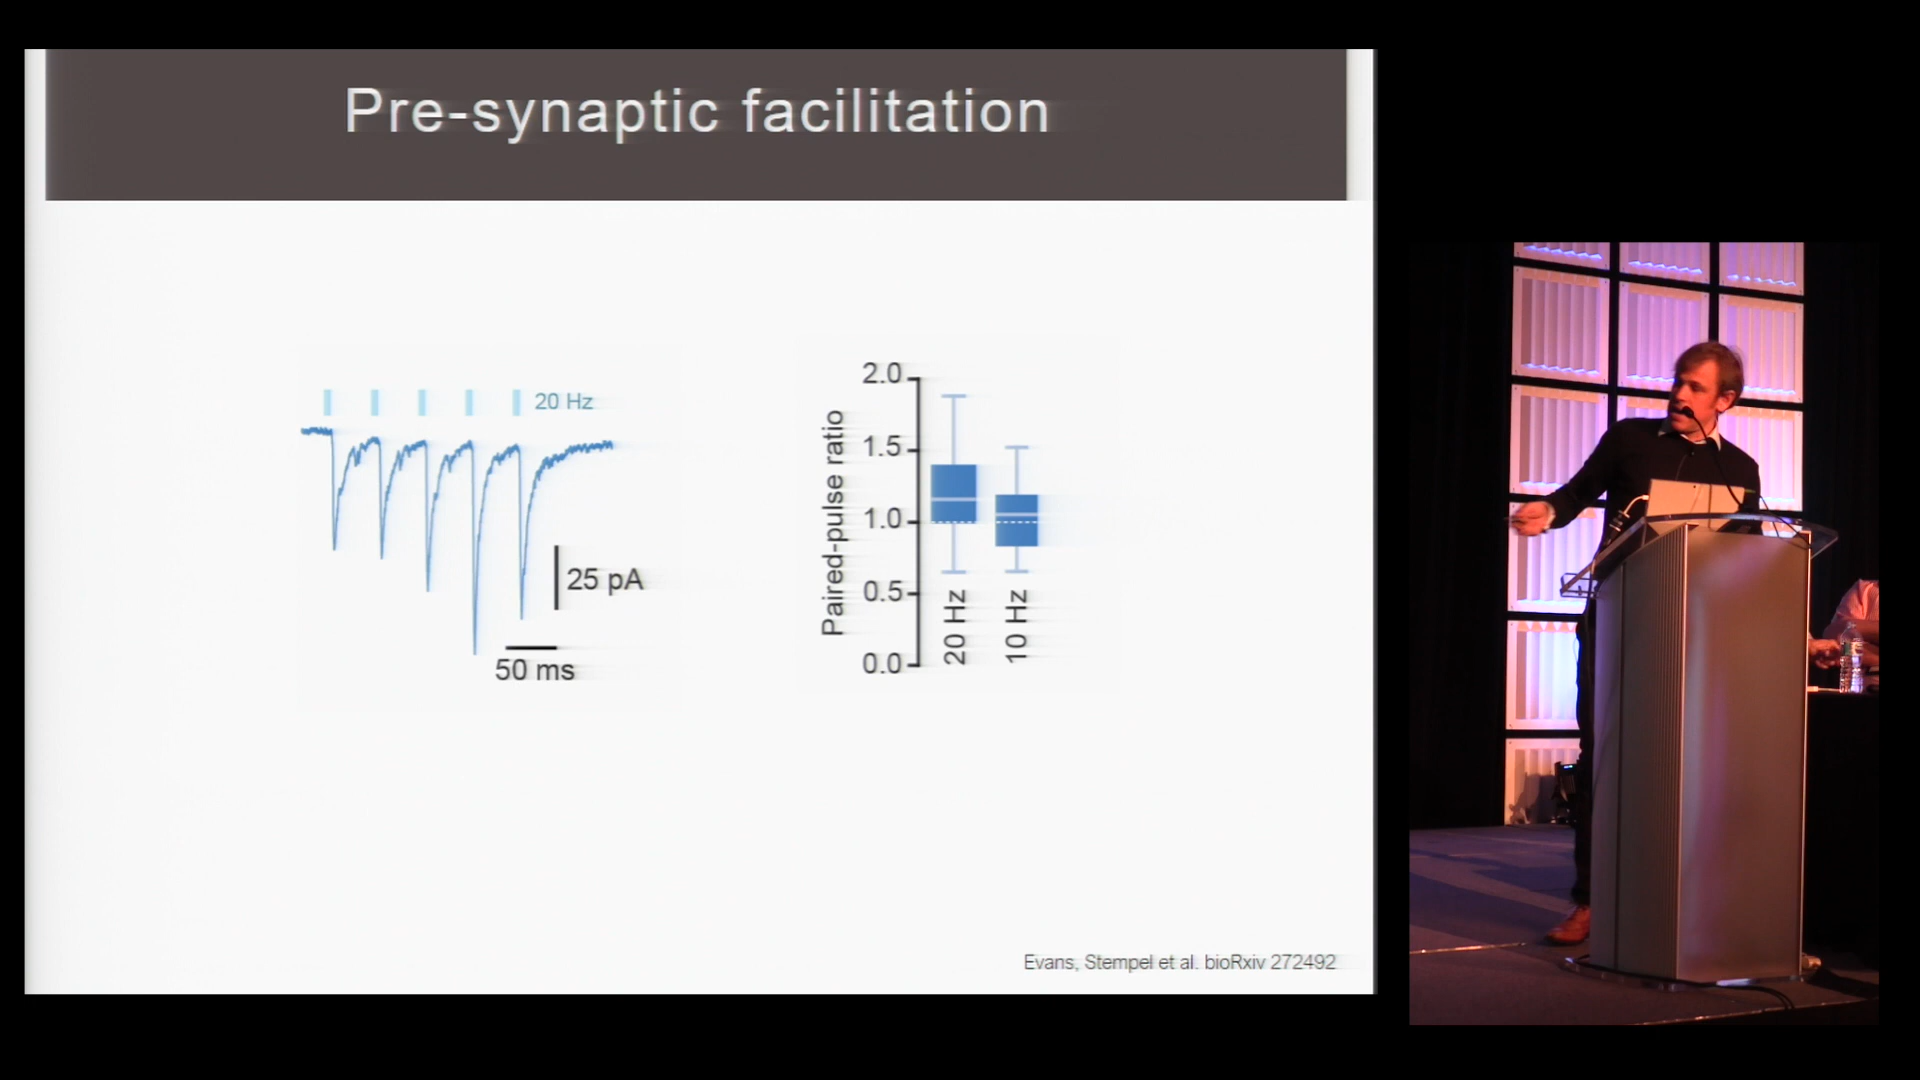 Pre-synaptic facilitation
20 Hz
25 pA
50 ms
Paired-pulse ratio
2.0
1.5
1.0
0.5
0.0
20 Hz
10 Hz
Evans, Stempel et al. bioRxiv 272492